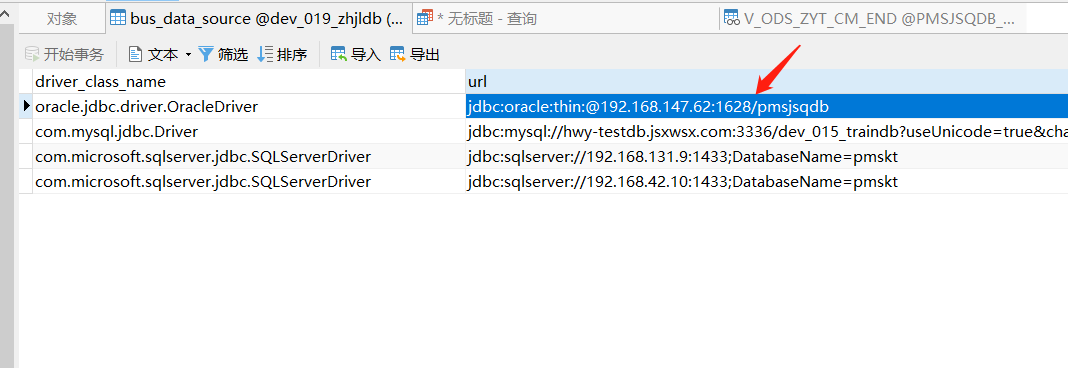 对象
bus_data_source @dev_019_zhjldb (...
* 无标题 - 查询
V_ODS_ZYT_CM_END @PMSJSQDB_...
开始事务
文本
筛选
排序
导入
导出
driver_class_name url
oracle.jdbc.driver.OracleDriver jdbc:oracle:thin:@192.168.147.62:1628/pmsjsqdb
com.mysql.jdbc.Driver jdbc:mysql://hwy-testdb.jsxwsx.com:3336/dev_015_traindb?useUnicode=true&cha
com.microsoft.sqlserver.jdbc.SQLServerDriver jdbc:sqlserver://192.168.131.9:1433;DatabaseName=pmskt
com.microsoft.sqlserver.jdbc.SQLServerDriver jdbc:sqlserver://192.168.42.10:1433;DatabaseName=pmskt